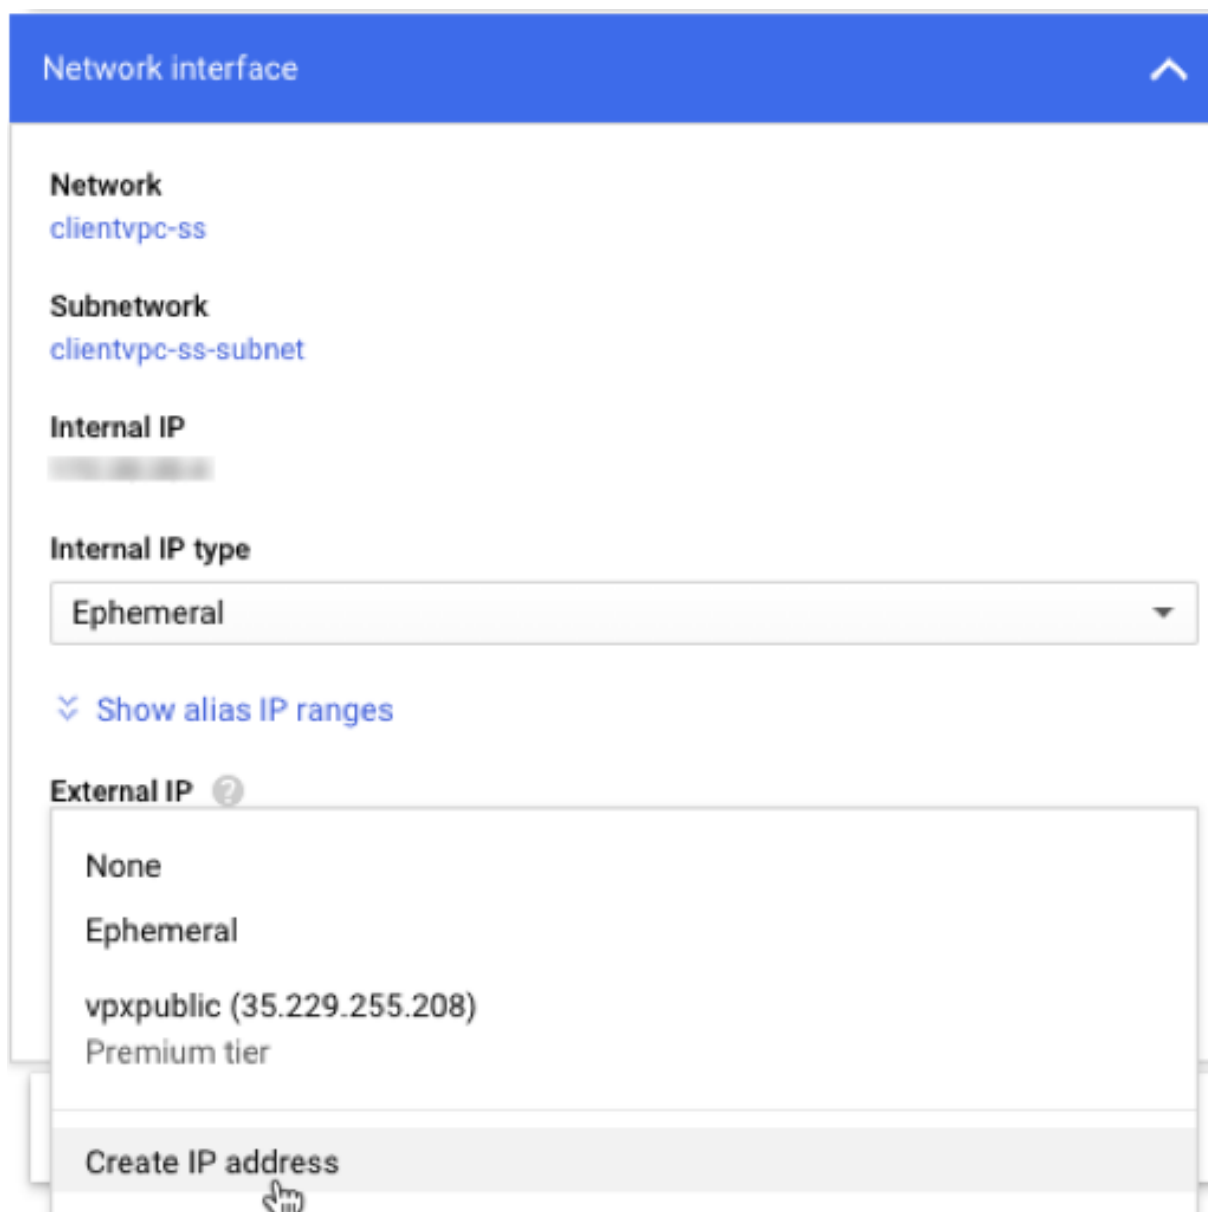 Network interface
Network
clientvpc-ss
Subnetwork
clientvpc-ss-subnet
Internal IP
Internal IP type
Ephemeral
Show alias IP ranges
External IP ?
None
Ephemeral
vpxpublic (35.229.255.208)
Premium tier
Create IP address